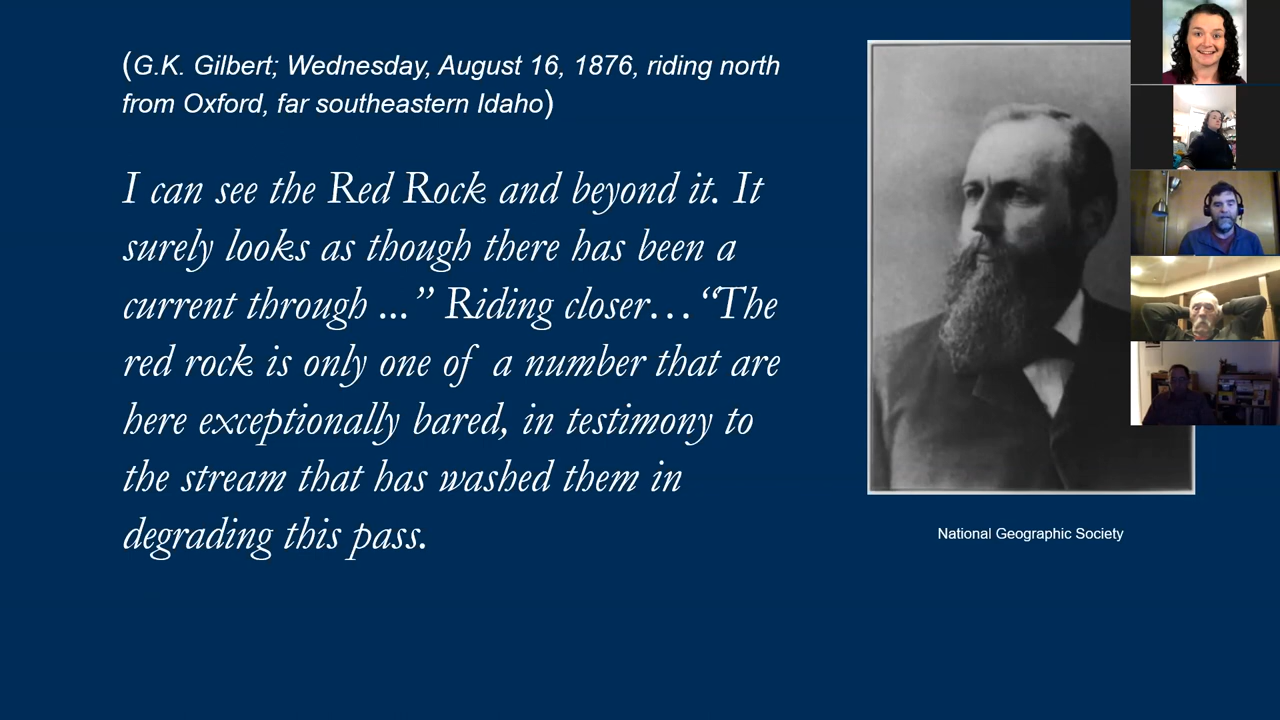 (G.K. Gilbert; Wednesday, August 16, 1876, riding north
from Oxford, far southeastern Idaho)
I can see the Red Rock and beyond it. It
surely looks as though there has been a
current through ...” Riding closer…“The
red rock is only one of a number that are
here exceptionally bared, in testimony to
the stream that has washed them in
degrading this pass.
National Geographic Society